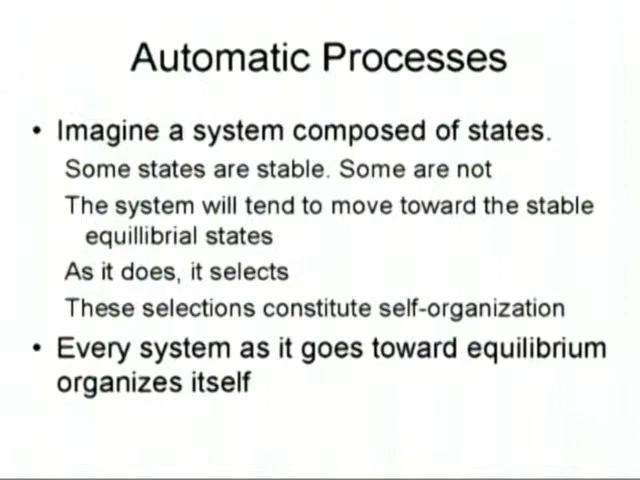 Automatic Processes
• Imagine a system composed of states.
Some states are stable. Some are not
The system will tend to move toward the stable
equillibrial states
As it does, it selects
These selections constitute self-organization
• Every system as it goes toward equilibrium
organizes itself